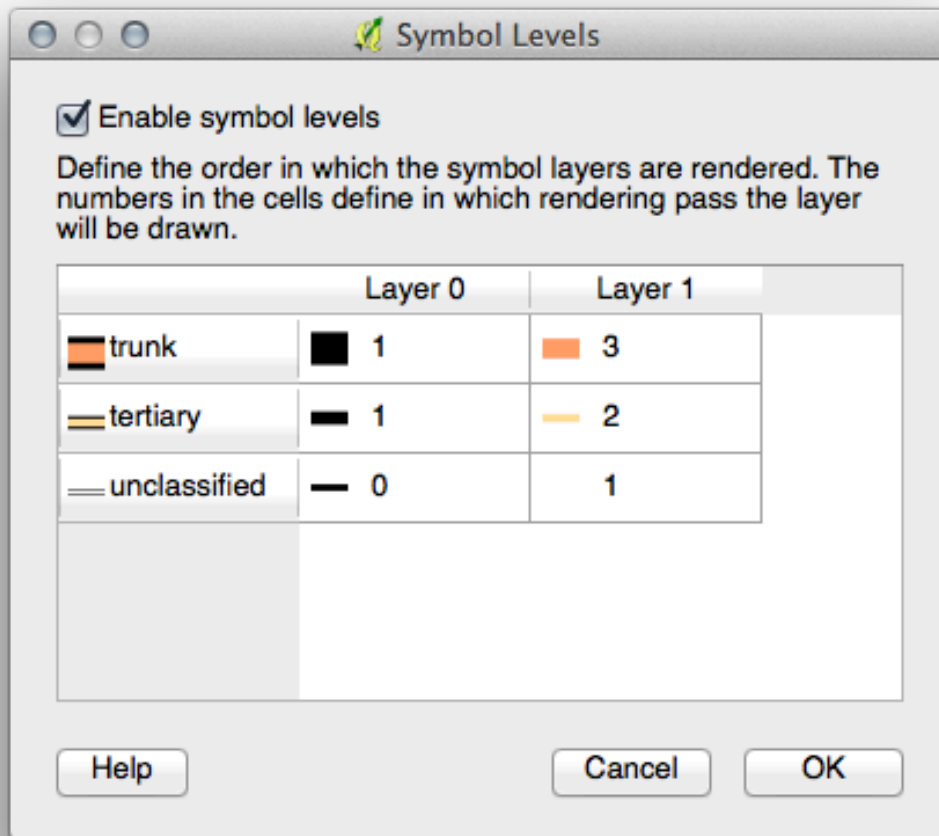 Symbol Levels
Enable symbol levels
Define the order in which the symbol layers are rendered. The
numbers in the cells define in which rendering pass the layer
will be drawn.
Layer 0 Layer 1
trunk 1 3
tertiary 1 2
unclassified 0 1
Help Cancel OK